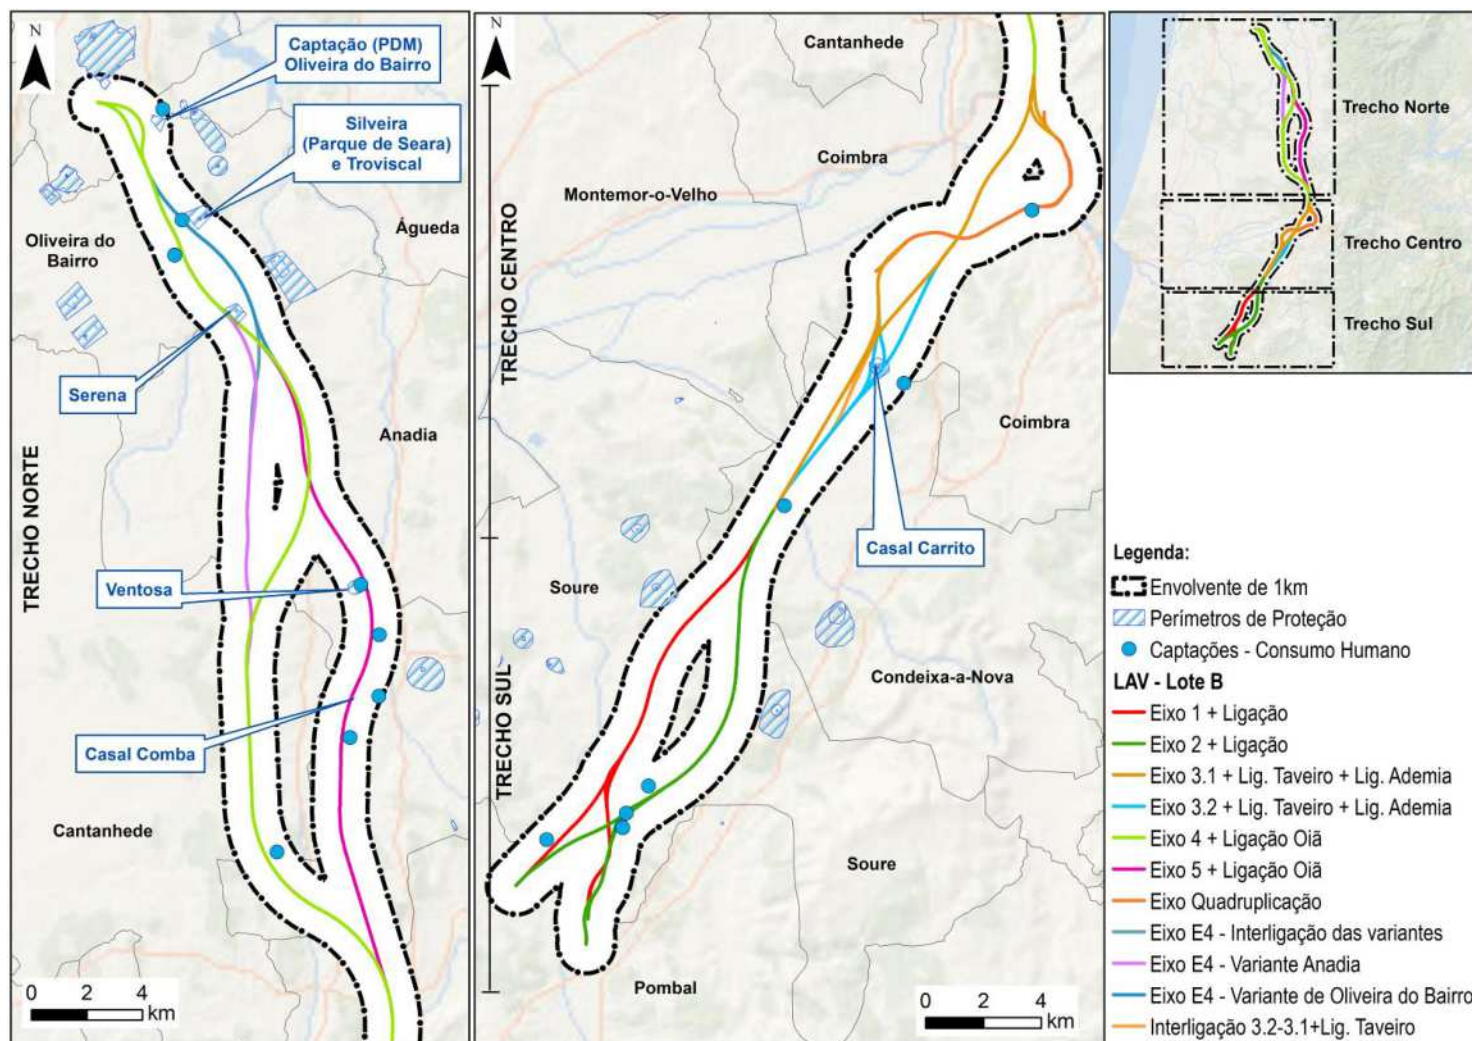 N
Captação (PDM)
Oliveira do Bairro
Silveira
(Parque de Seara)
e Troviscal
Águeda
Oliveira do
Bairro
Serena
Anadia
TRECHO NORTE
Ventosa
Casal Comba
Cantanhede
0 2 4
km
N
Cantanhede
Coimbra
Montemor-o-Velho
TRECHO CENTRO
Coimbra
Casal Carrito
Soure
Condeixa-a-Nova
TRECHO SUL
Soure
Pombal
0 2 4
km
Trecho Norte
Trecho Centro
Trecho Sul
Legenda:
Envolvente de 1km
Perímetros de Proteção
Captações - Consumo Humano
LAV - Lote B
Eixo 1 + Ligação
Eixo 2 + Ligação
Eixo 3.1 + Lig. Taveiro + Lig. Ademia
Eixo 3.2 + Lig. Taveiro + Lig. Ademia
Eixo 4 + Ligação Oiã
Eixo 5 + Ligação Oiã
Eixo Quadruplicação
Eixo E4 - Interligação das variantes
Eixo E4 - Variante Anadia
Eixo E4 - Variante de Oliveira do Bairro
Interligação 3.2-3.1+Lig. Taveiro